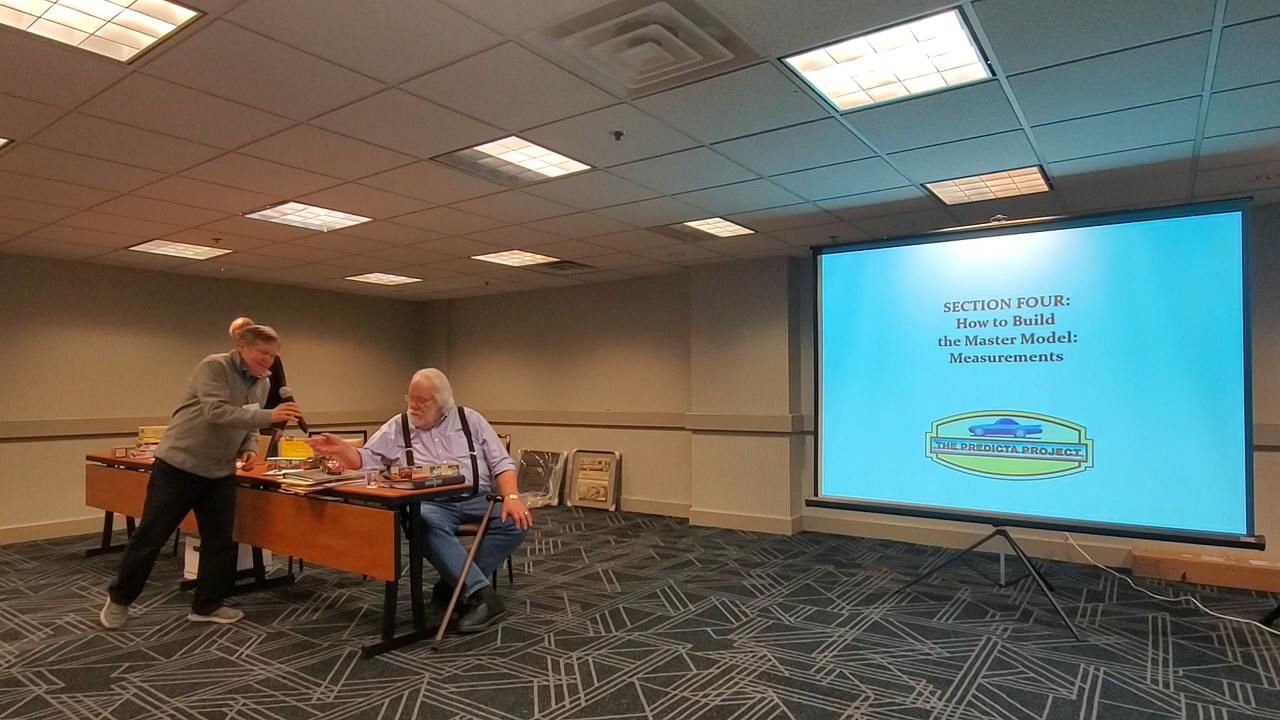 SECTION FOUR:
How to Build
the Master Model:
Measurements
THE PREDICTA PROJECT